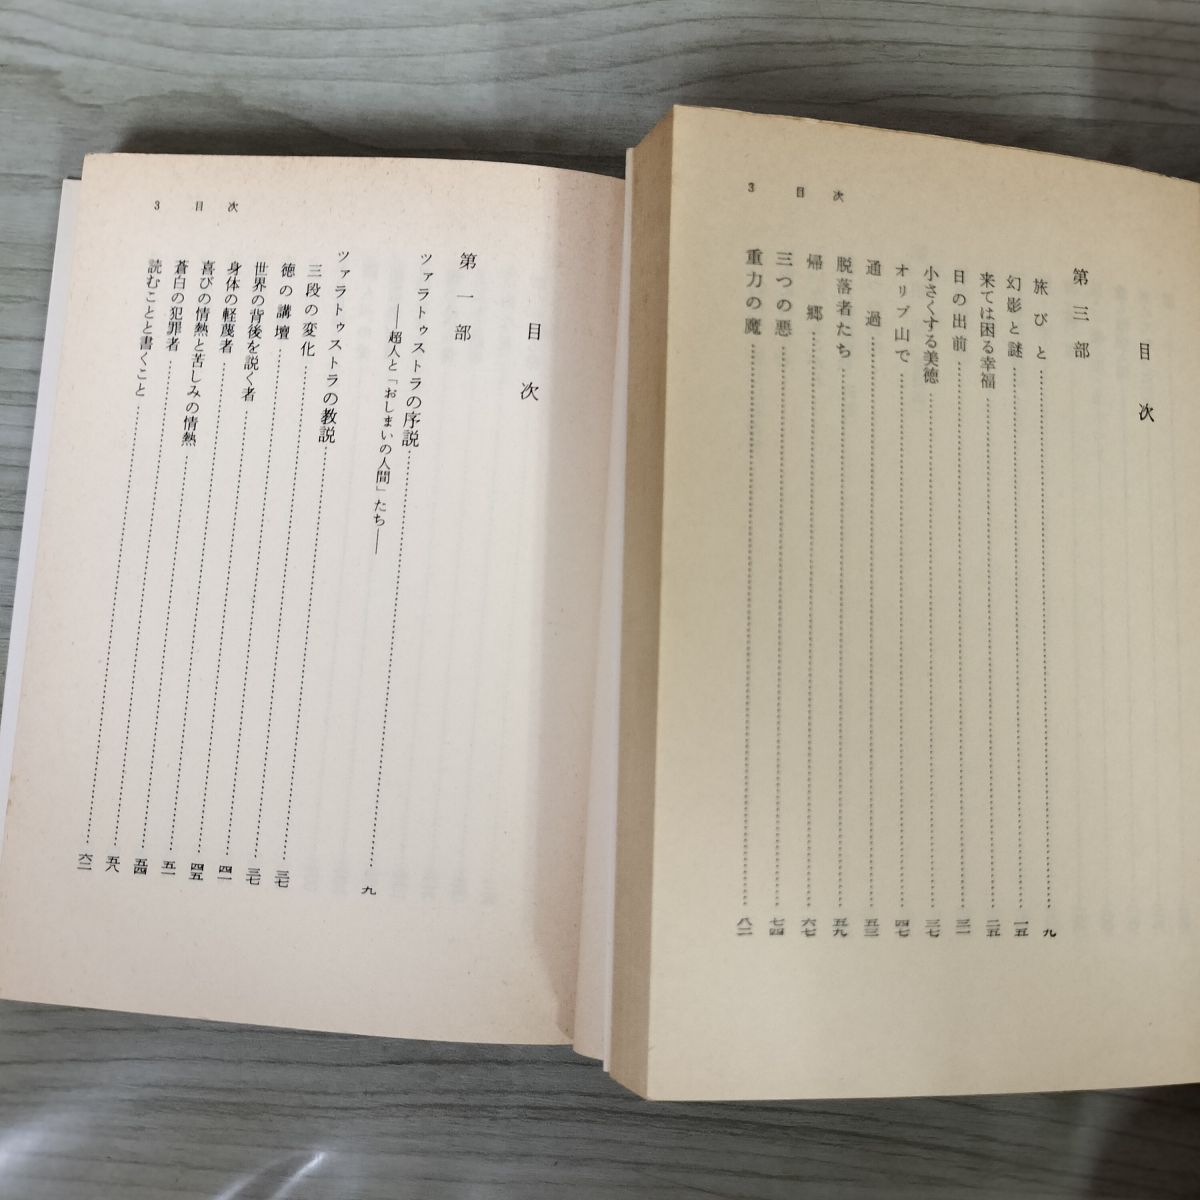 3 目次
目次
第一部
ツァラトゥストラの序説……九
――超人と「おしまいの人間」たち――
ツァラトゥストラの教説……三七
三段の変化……三七
徳の講壇……四一
世界の背後を説く者……四五
身体の軽蔑者……五一
喜びの情熱と苦しみの情熱……五四
蒼白の犯罪者……五八
読むことと書くこと……六二
3 目次
目次
第三部
旅びと……九
幻影と謎……一五
来ては困る幸福……二五
日の出前……三一
小さくする美徳……三七
オリブ山で……四七
通過……五三
脱落者たち……五九
帰郷……六七
三つの悪……七四
重力の魔……八二